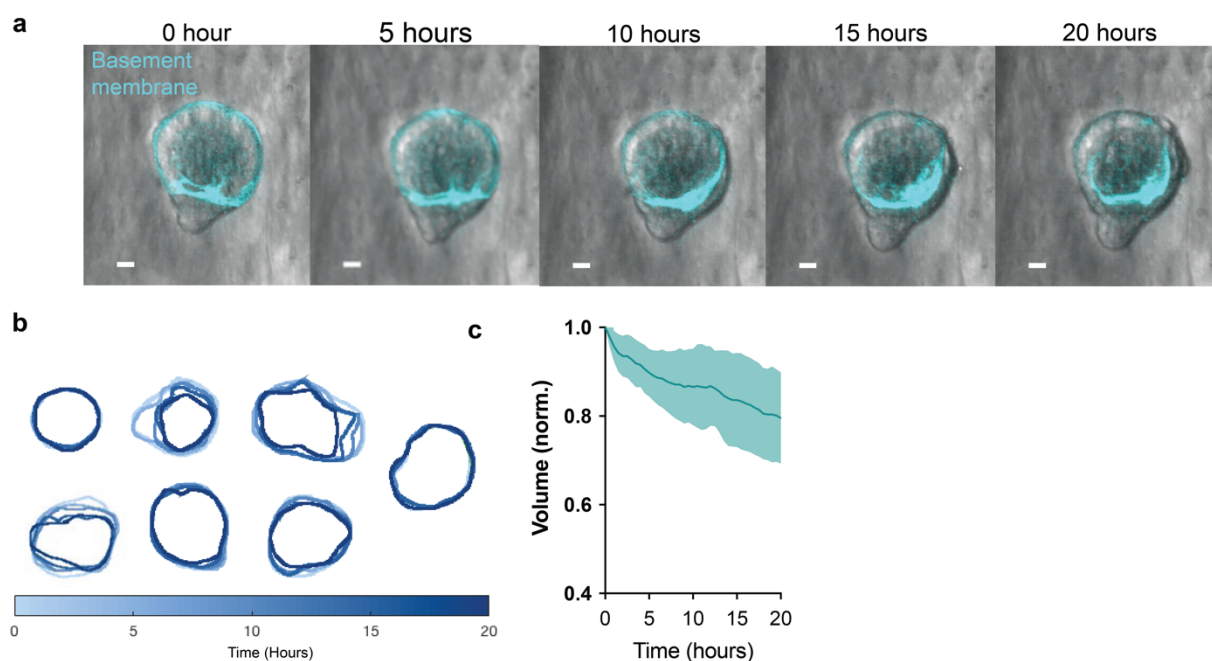 a
0 hour
5 hours
10 hours
15 hours
20 hours
Basement
membrane
b
0
5
10
15
20
Time (Hours)
c
Volume (norm.)
1.0
0.8
0.6
0.4
0
5
10
15
20
Time (hours)